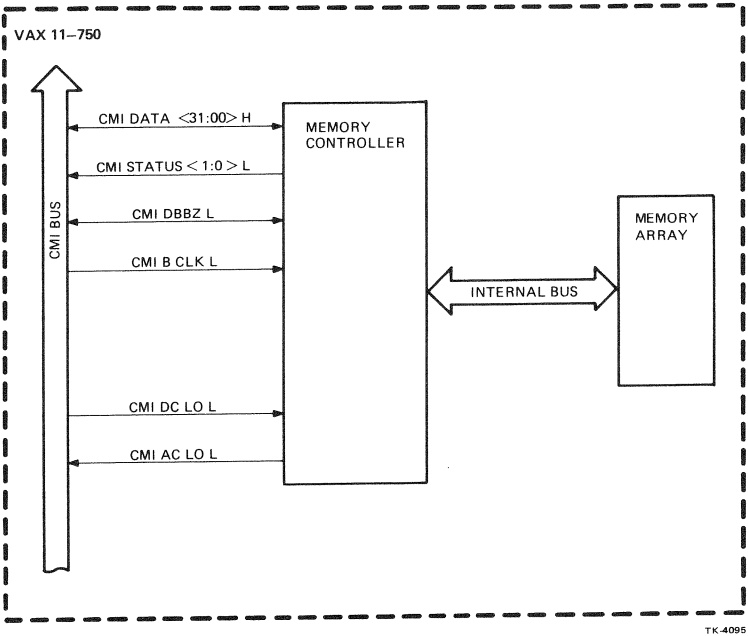 VAX 11–750
CMI BUS
CMI DATA <31:00> H
CMI STATUS <1:0> L
CMI DBBZ L
CMI B CLK L
CMI DC LO L
CMI AC LO L
MEMORY
CONTROLLER
INTERNAL BUS
MEMORY
ARRAY
TK-4095